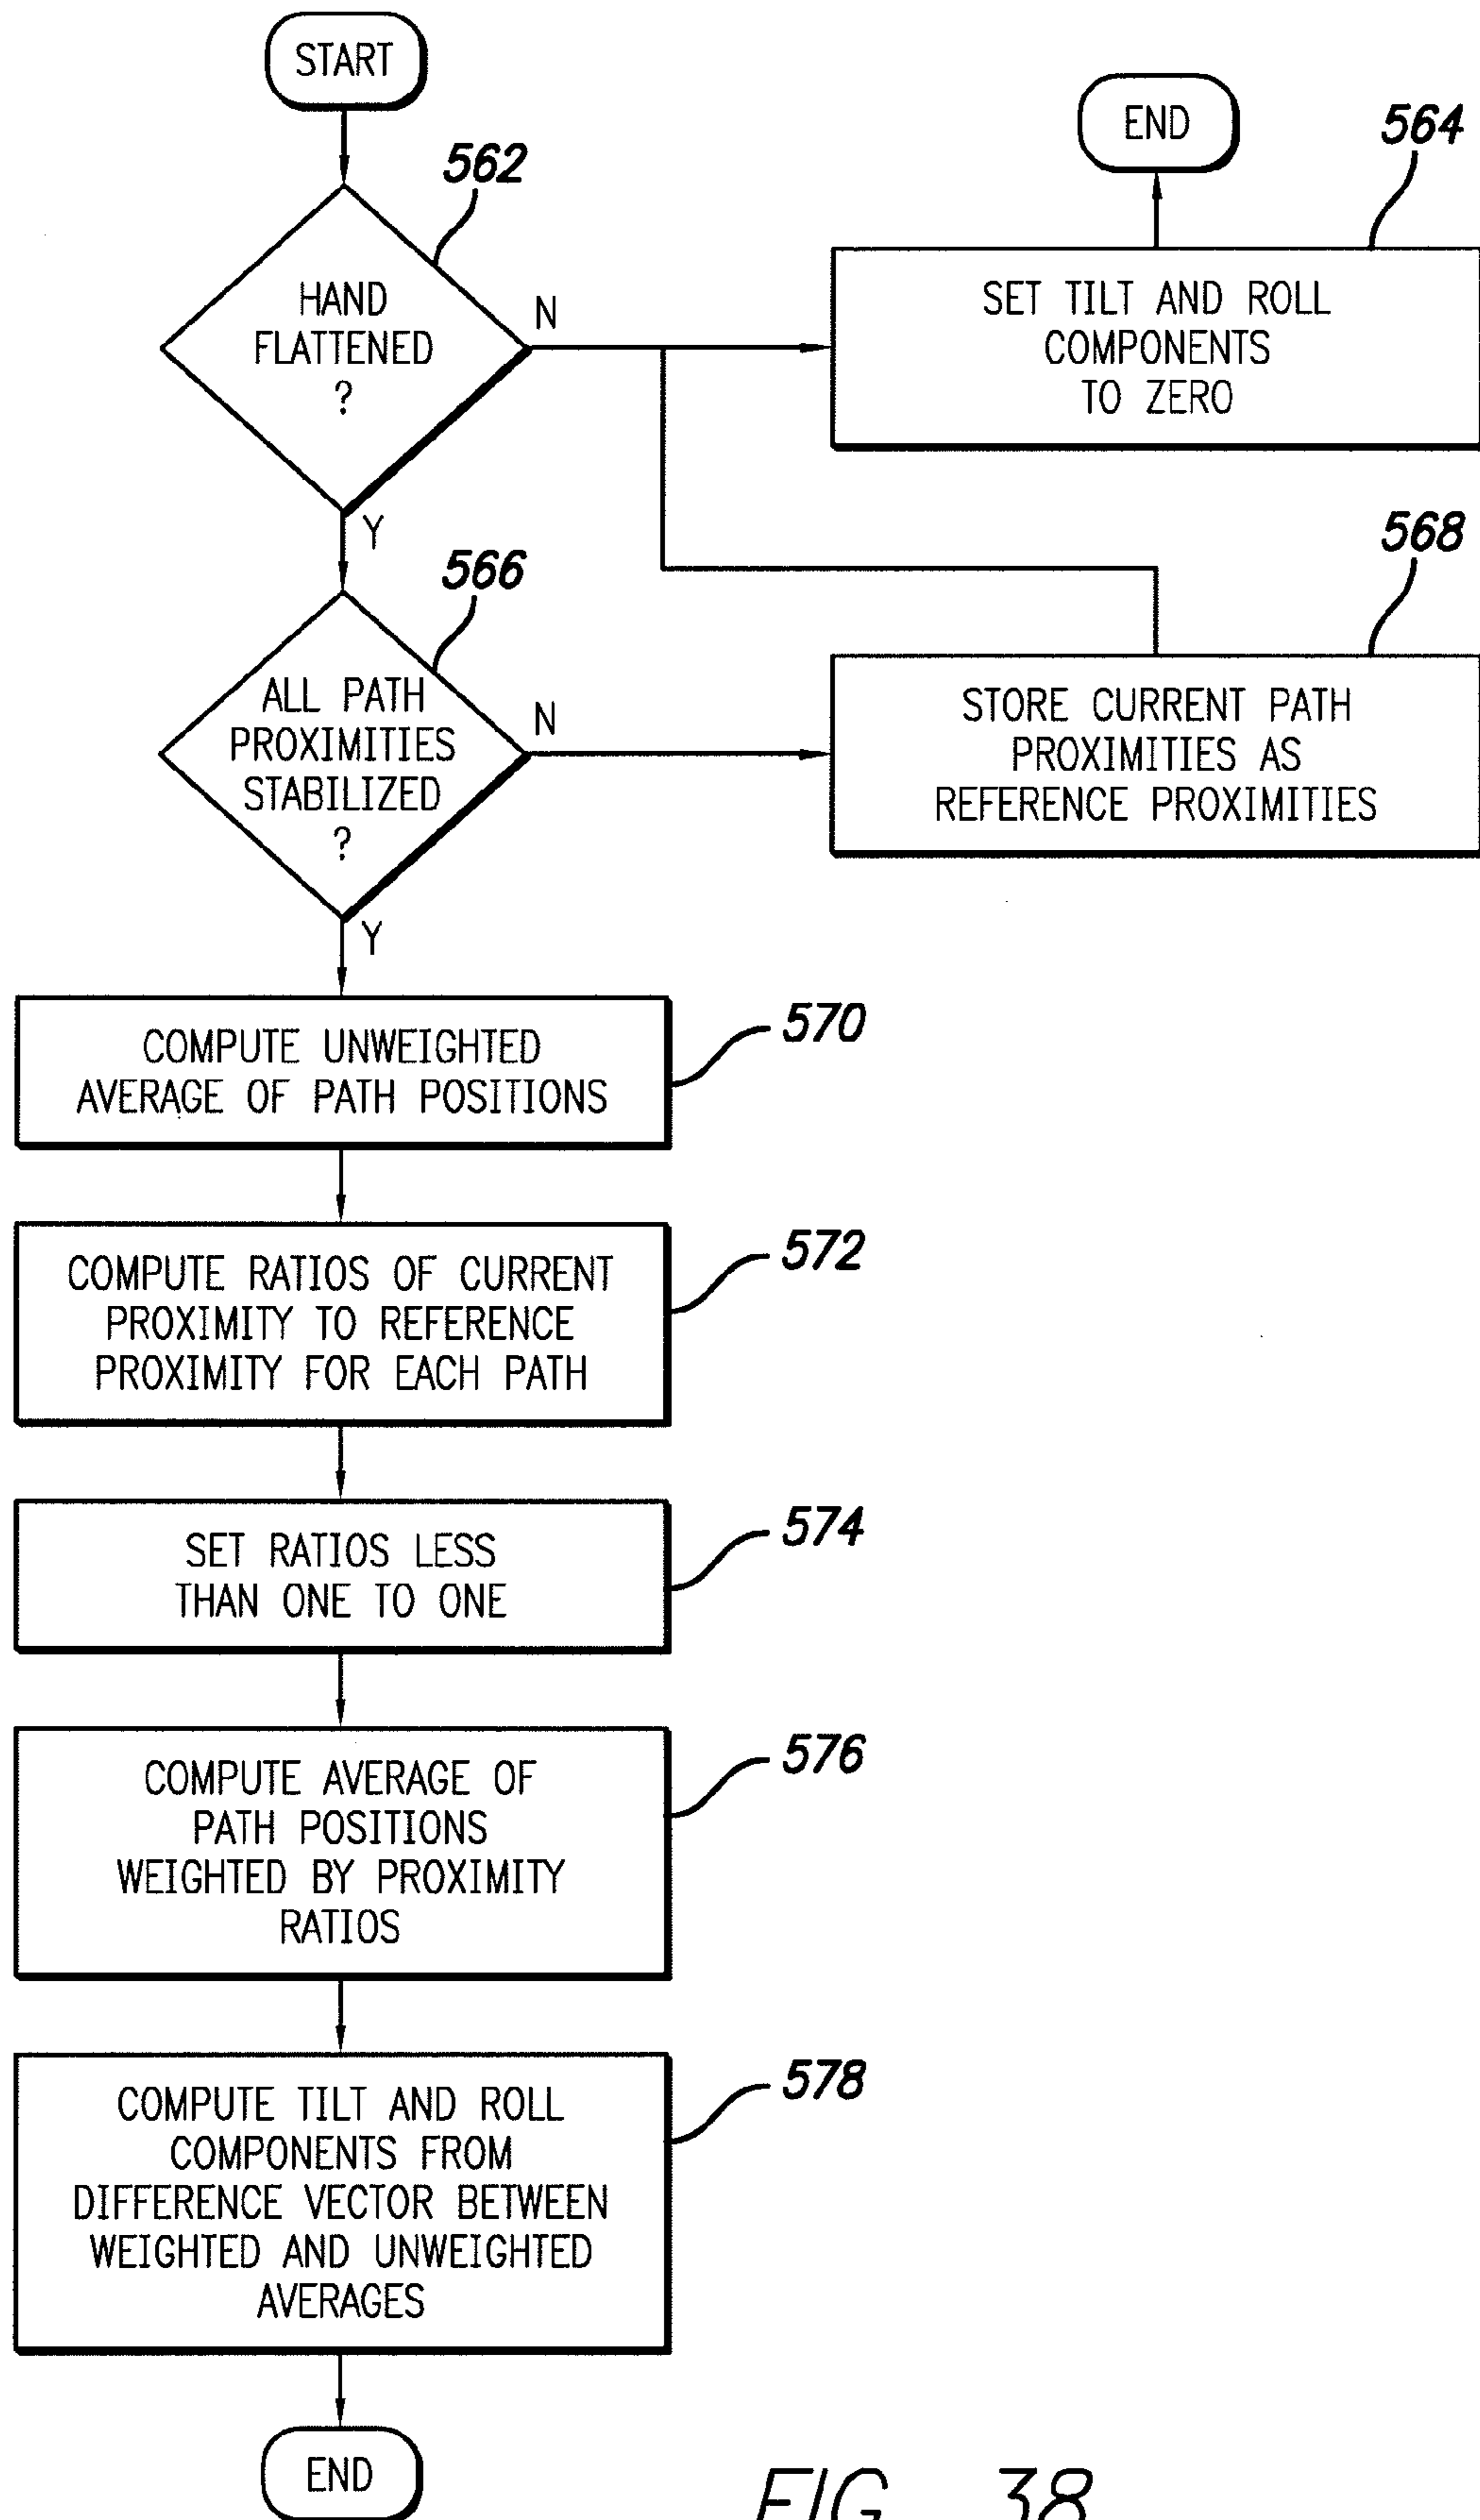 START
562
HAND
FLATTENED
?
N
Y
END
564
SET TILT AND ROLL
COMPONENTS
TO ZERO
566
ALL PATH
PROXIMITIES
STABILIZED
?
N
Y
568
STORE CURRENT PATH
PROXIMITIES AS
REFERENCE PROXIMITIES
COMPUTE UNWEIGHTED
AVERAGE OF PATH POSITIONS
570
COMPUTE RATIOS OF CURRENT
PROXIMITY TO REFERENCE
PROXIMITY FOR EACH PATH
572
SET RATIOS LESS
THAN ONE TO ONE
574
COMPUTE AVERAGE OF
PATH POSITIONS
WEIGHTED BY PROXIMITY
RATIOS
576
COMPUTE TILT AND ROLL
COMPONENTS FROM
DIFFERENCE VECTOR BETWEEN
WEIGHTED AND UNWEIGHTED
AVERAGES
578
END
FIG 38